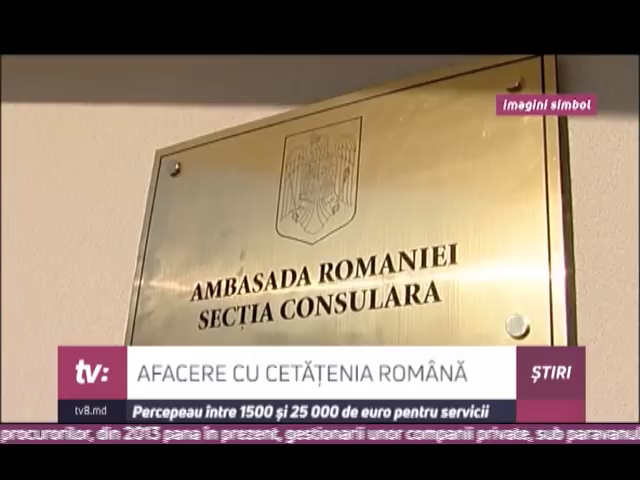 imagini simbol
AMBASADA ROMANIEI
SECȚIA CONSULARA
tv:
AFACERE CU CETĂȚENIA ROMÂNĂ
ȘTIRI
tv8.md
Percepeau între 1500 și 25 000 de euro pentru servicii
procurorilor, din 2013 pana în prezent, gestionarii unor companii private, sub paravanul